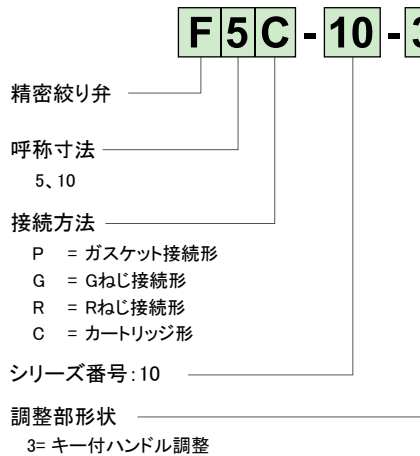 F5C-10-3
精密絞り弁
呼称寸法
5、10
接続方法
P = ガスケット接続形
G = Gねじ接続形
R = Rねじ接続形
C = カートリッジ形
シリーズ番号:10
調整部形状
3= キー付ハンドル調整